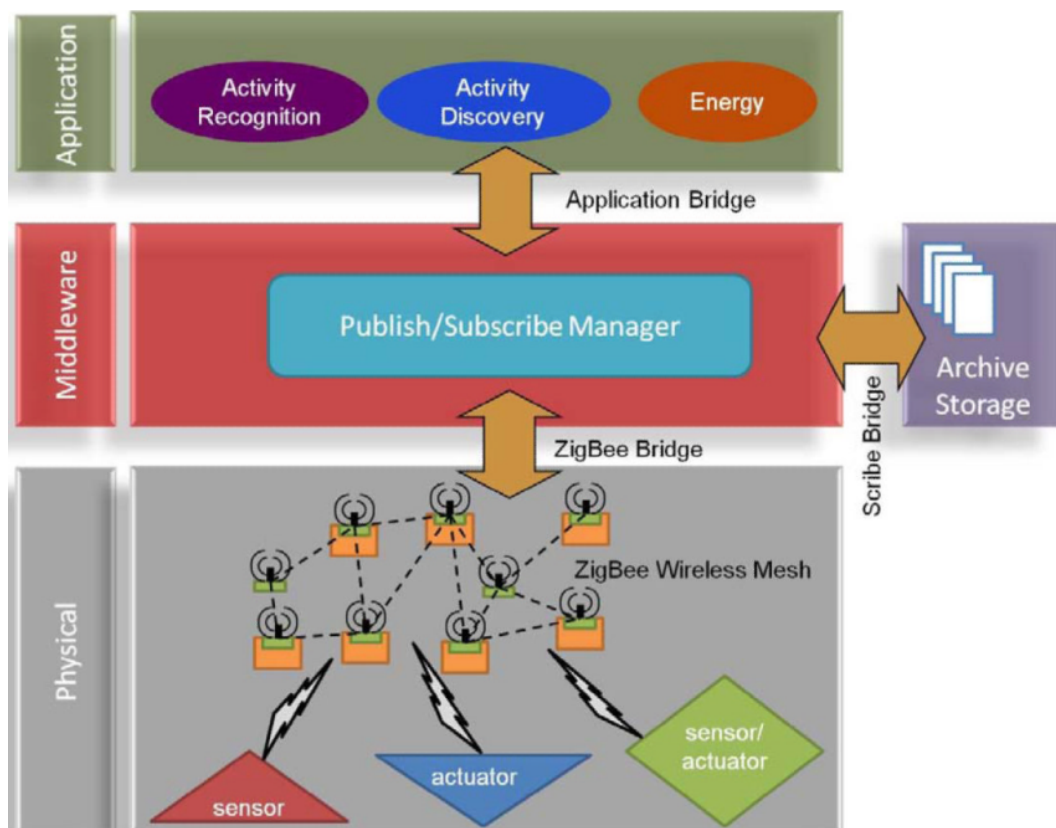 Application
Activity
Recognition
Activity
Discovery
Energy
Application Bridge
Middleware
Publish/Subscribe Manager
Archive
Storage
Scribe Bridge
ZigBee Bridge
Physical
ZigBee Wireless Mesh
sensor
actuator
sensor/
actuator